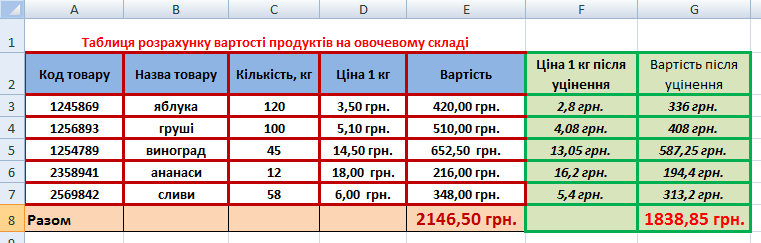 A B C D E F G
1 Таблиця розрахунку вартості продуктів на овочевому складі
2 Код товару Назва товару Кількість, кг Ціна 1 кг Вартість Ціна 1 кг після уцінення Вартість після уцінення
3 1245869 яблука 120 3,50 грн. 420,00 грн. 2,8 грн. 336 грн.
4 1256893 груші 100 5,10 грн. 510,00 грн. 4,08 грн. 408 грн.
5 1254789 виноград 45 14,50 грн. 652,50 грн. 13,05 грн. 587,25 грн.
6 2358941 ананаси 12 18,00 грн. 216,00 грн. 16,2 грн. 194,4 грн.
7 2569842 сливи 58 6,00 грн. 348,00 грн. 5,4 грн. 313,2 грн.
8 Разом 2146,50 грн. 1838,85 грн.